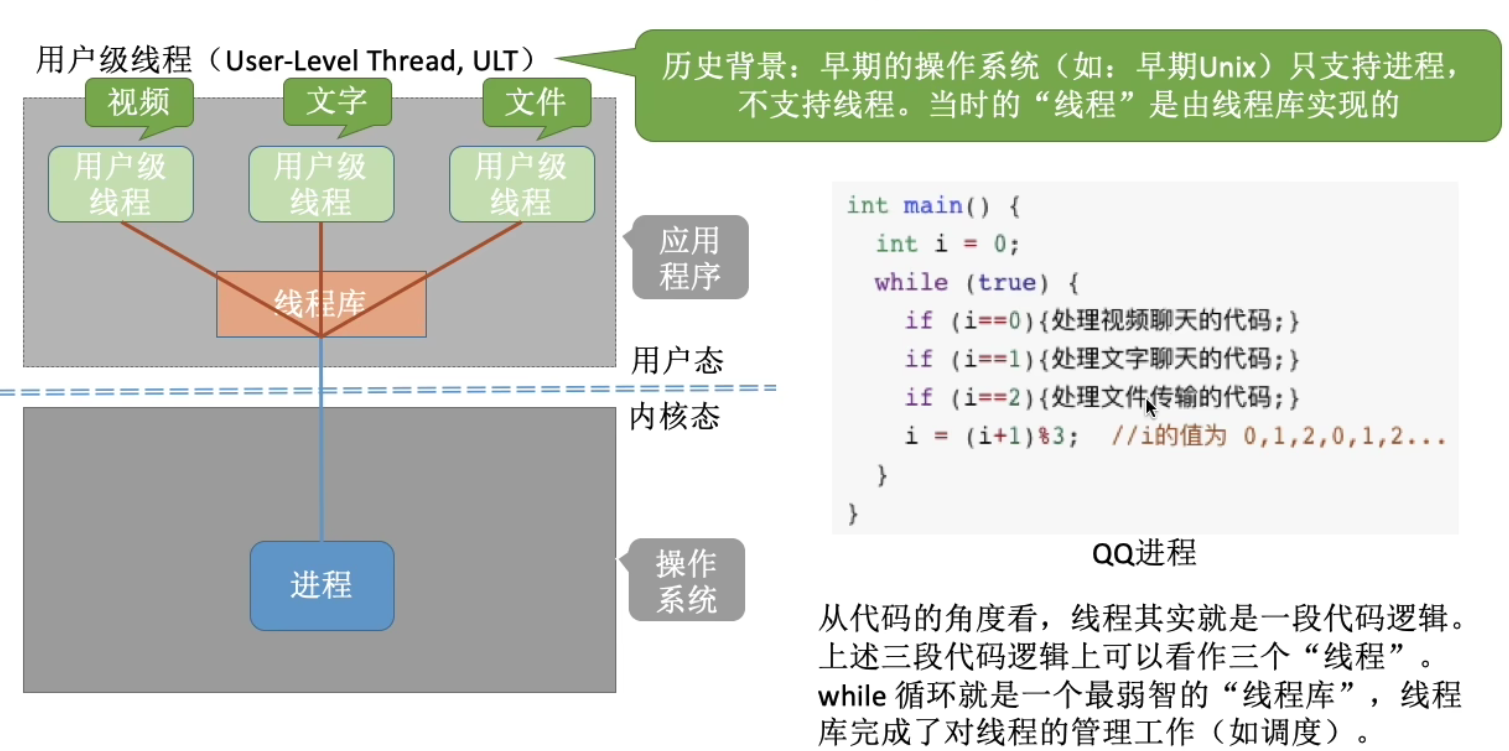 用户级线程（User-Level Thread, ULT）
历史背景：早期的操作系统（如：早期Unix）只支持进程，
不支持线程。当时的“线程”是由线程库实现的
视频
文字
文件
用户级
线程
用户级
线程
用户级
线程
线程库
应用
程序
用户态
内核态
进程
操作
系统
int main() {
int i = 0;
while (true) {
if (i==0){处理视频聊天的代码;}
if (i==1){处理文字聊天的代码;}
if (i==2){处理文件传输的代码;}
i = (i+1)%3; //i的值为 0,1,2,0,1,2...
}
}
QQ进程
从代码的角度看，线程其实就是一段代码逻辑。
上述三段代码逻辑上可以看作三个“线程”。
while 循环就是一个最弱智的“线程库”，线程
库完成了对线程的管理工作（如调度）。